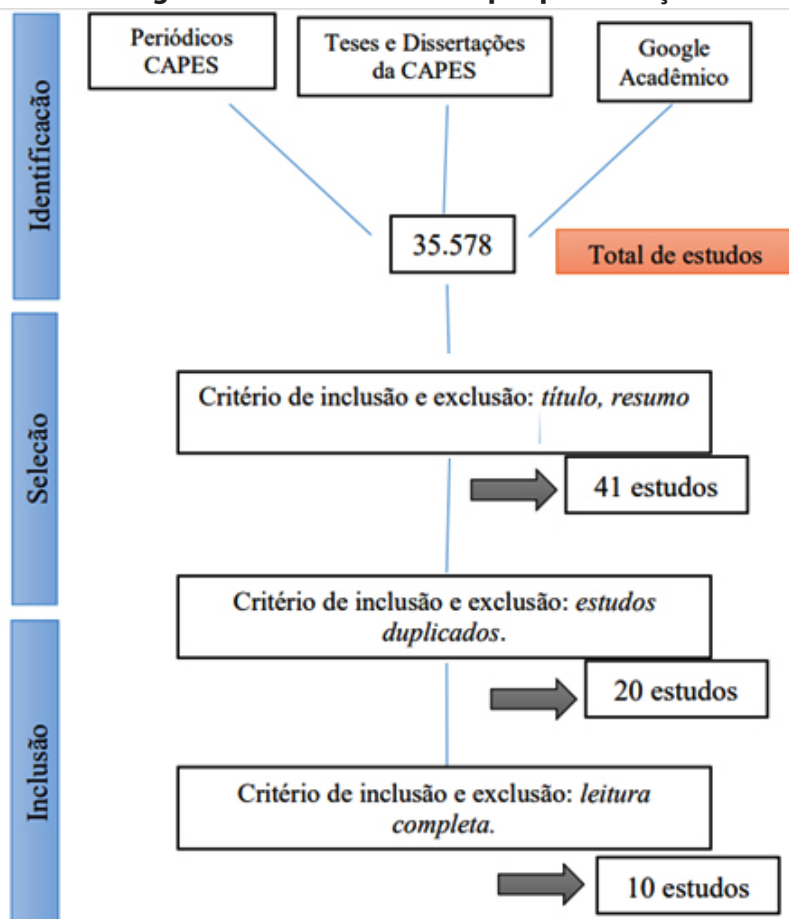 Periódicos
CAPES
Teses e Dissertações
da CAPES
Google
Acadêmico
Identificação
35.578
Total de estudos
Critério de inclusão e exclusão: título, resumo
41 estudos
Seleção
Critério de inclusão e exclusão: estudos
duplicados.
20 estudos
Inclusão
Critério de inclusão e exclusão: leitura
completa.
10 estudos